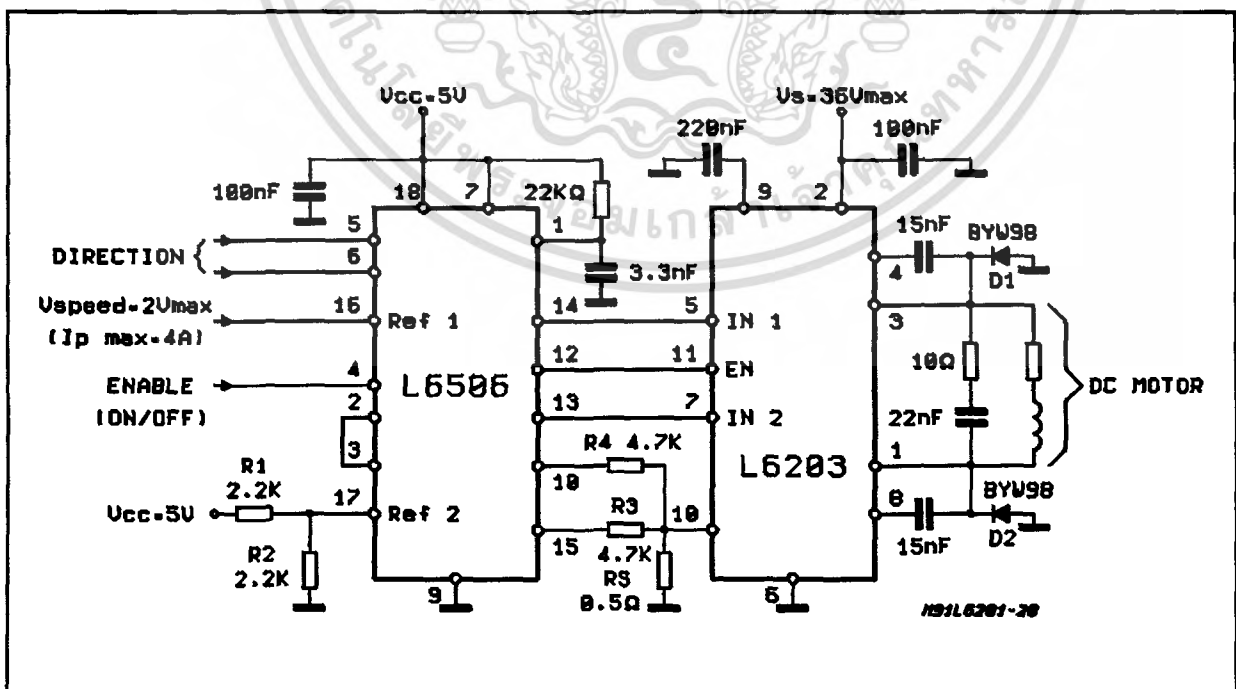 Vcc=5V
Vs=36Vmax
220nF
100nF
100nF
18
7
22KΩ
9
2
5
1
15nF
BYW98
DIRECTION {
6
3.3nF
4
D1
Vspeed=2Vmax
16
Ref 1
14
5
IN 1
3
(Ip max=4A)
12
11
EN
10Ω
ENABLE
4
L6506
DC MOTOR
(ON/OFF)
2
13
7
IN 2
22nF
3
R4 4.7K
L6203
1
R1
2.2K
10
8
BYW98
Vcc=5V
17
Ref 2
R3
10
15
4.7K
15nF
D2
R2
2.2K
9
RS
0.5Ω
6
M91L6201-20